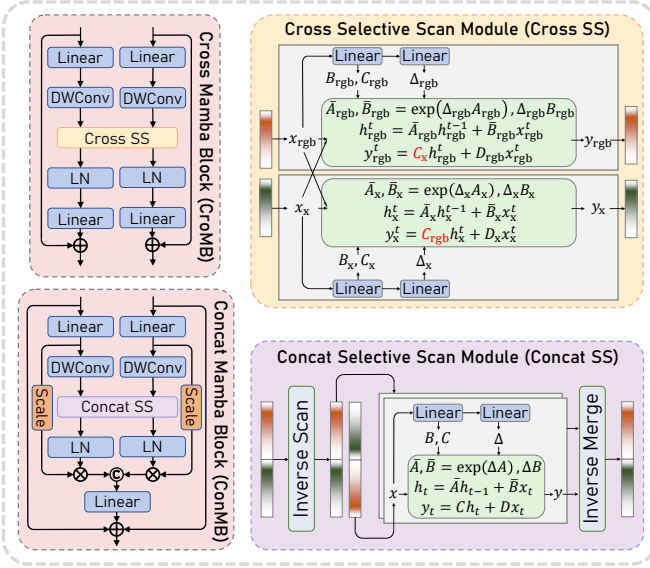 Cross Mamba Block (CroMB)
Linear
Linear
DWConv
DWConv
Cross SS
LN
LN
Linear
Linear
Cross Selective Scan Module (Cross SS)
Linear
Linear
B_rgb, C_rgb
Δ_rgb
x_rgb
Ā_rgb, B̄_rgb = exp(Δ_rgb A_rgb), Δ_rgb B_rgb
h^t_rgb = Ā_rgb h^{t-1}_rgb + B̄_rgb x^t_rgb
y^t_rgb = C_x h^t_rgb + D_rgb x^t_rgb
y_rgb
x_x
Ā_x, B̄_x = exp(Δ_x A_x), Δ_x B_x
h^t_x = Ā_x h^{t-1}_x + B̄_x x^t_x
y^t_x = C_rgb h^t_x + D_x x^t_x
y_x
B_x, C_x
Δ_x
Linear
Linear
Concat Mamba Block (ConMB)
Linear
Linear
DWConv
DWConv
Scale
Scale
Concat SS
LN
LN
C
Linear
Concat Selective Scan Module (Concat SS)
Inverse Scan
Linear
Linear
B, C
Δ
x
Ā, B̄ = exp(ΔA), ΔB
h_t = Āh_{t-1} + B̄x_t
y_t = Ch_t + Dx_t
y
Inverse Merge